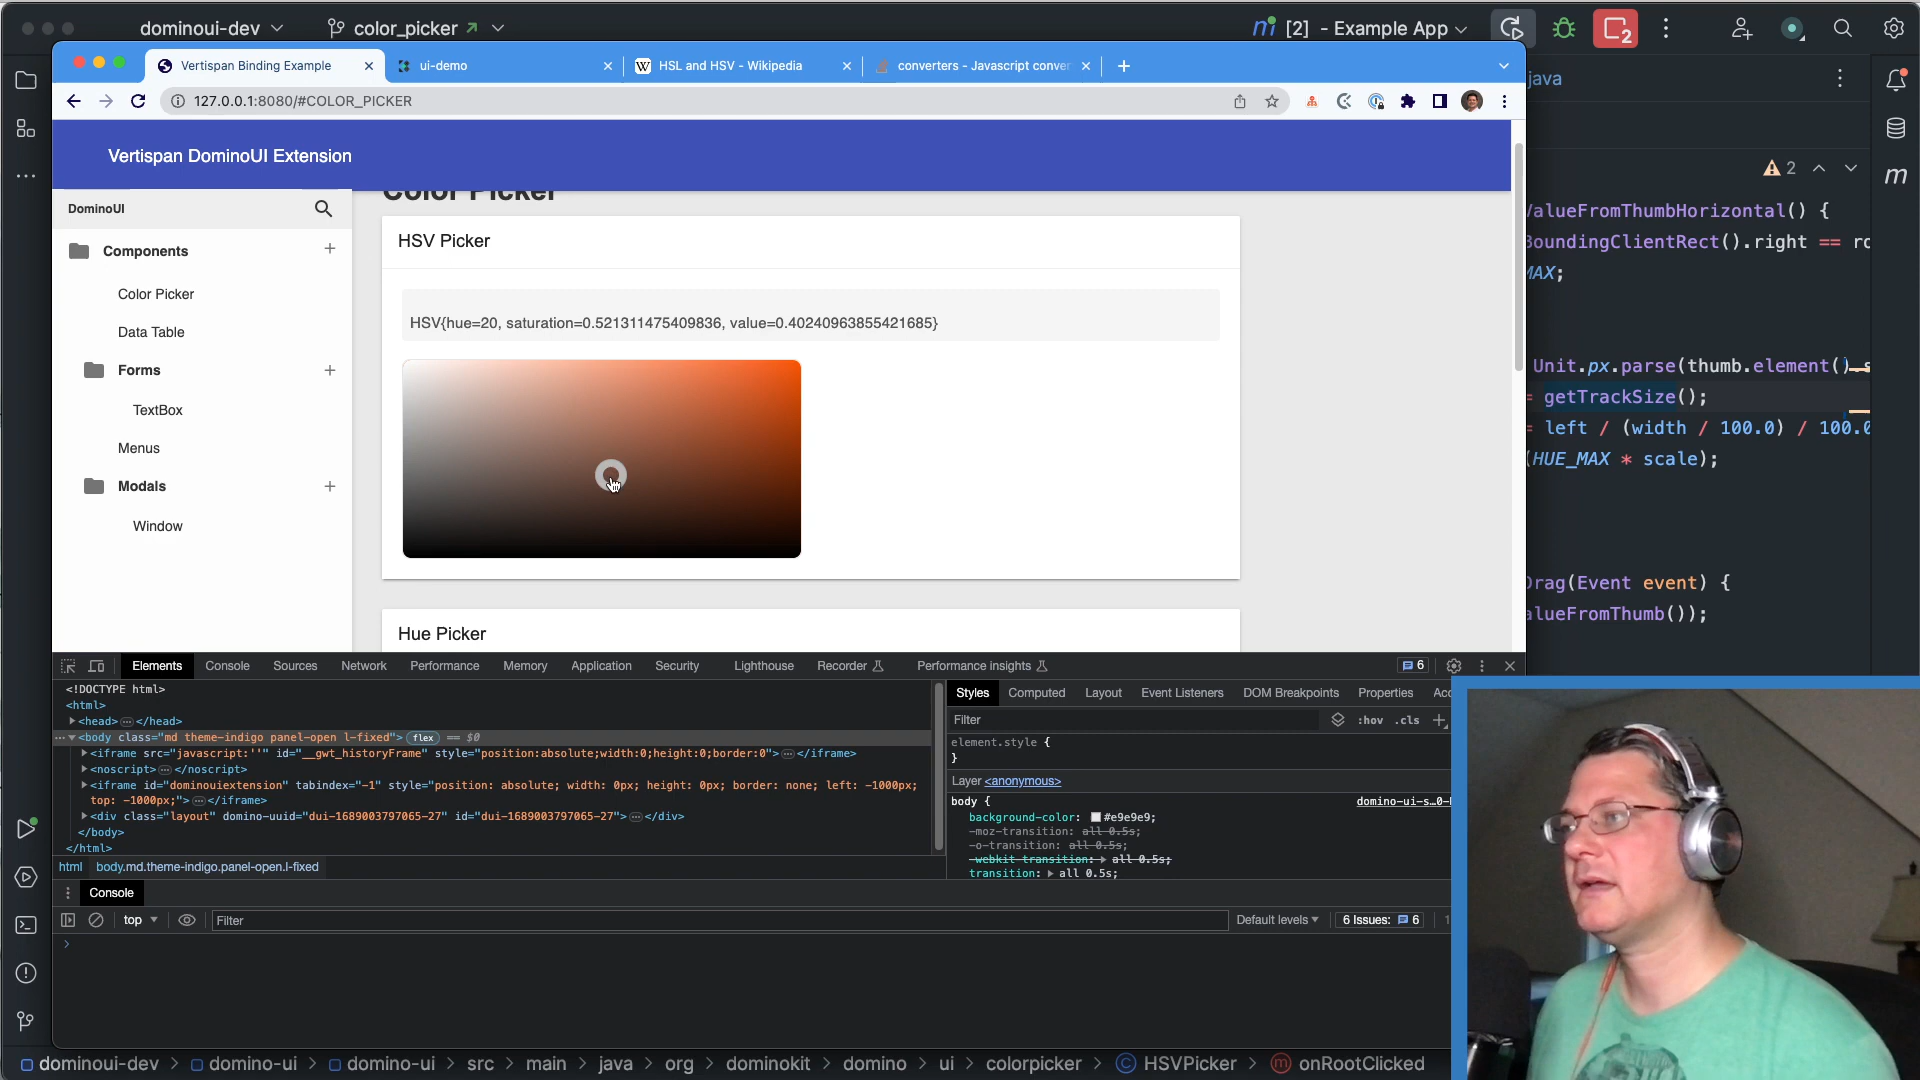 dominoui-dev
color_picker
[2] - Example App
2
Vertispan Binding Example
ui-demo
HSL and HSV - Wikipedia
converters - Javascript conver
127.0.0.1:8080/#COLOR_PICKER
java
Vertispan DominoUI Extension
2
m
Color Picker
DominoUI
HSV Picker
Components
Color Picker
Data Table
Forms
TextBox
Menus
Modals
Window
HSV{hue=20, saturation=0.521311475409836, value=0.40240963855421685}
Hue Picker
ValueFromThumbHorizontal() {
BoundingClientRect().right == ro
MAX;
Unit.px.parse(thumb.element().s
= getTrackSize();
= left / (width / 100.0) / 100.0
(HUE_MAX * scale);
Drag(Event event) {
alueFromThumb());
Elements Console Sources Network Performance Memory Application Security Lighthouse Recorder Performance insights 6
<!DOCTYPE html>
<html>
<head>…</head>
<body class="md theme-indigo panel-open l-fixed"> flex == $0
<iframe src="javascript:''" id="__gwt_historyFrame" style="position:absolute;width:0;height:0;border:0">…</iframe>
<noscript>…</noscript>
<iframe id="dominouiextension" tabindex="-1" style="position: absolute; width: 0px; height: 0px; border: none; left: -1000px;
top: -1000px;">…</iframe>
<div class="layout" domino-uuid="dui-1689003797065-27" id="dui-1689003797065-27">…</div>
</body>
</html>
html body.md.theme-indigo.panel-open.l-fixed
Styles Computed Layout Event Listeners DOM Breakpoints Properties Acc
Filter :hov .cls
element.style {
}
Layer <anonymous>
body { domino-ui-s…0-
background-color: #e9e9e9;
-moz-transition: all 0.5s;
-o-transition: all 0.5s;
-webkit-transition: all 0.5s;
transition: all 0.5s;
Console
top Filter Default levels 6 Issues: 6
dominoui-dev > domino-ui > domino-ui > src > main > java > org > dominokit > domino > ui > colorpicker > HSVPicker > onRootClicked